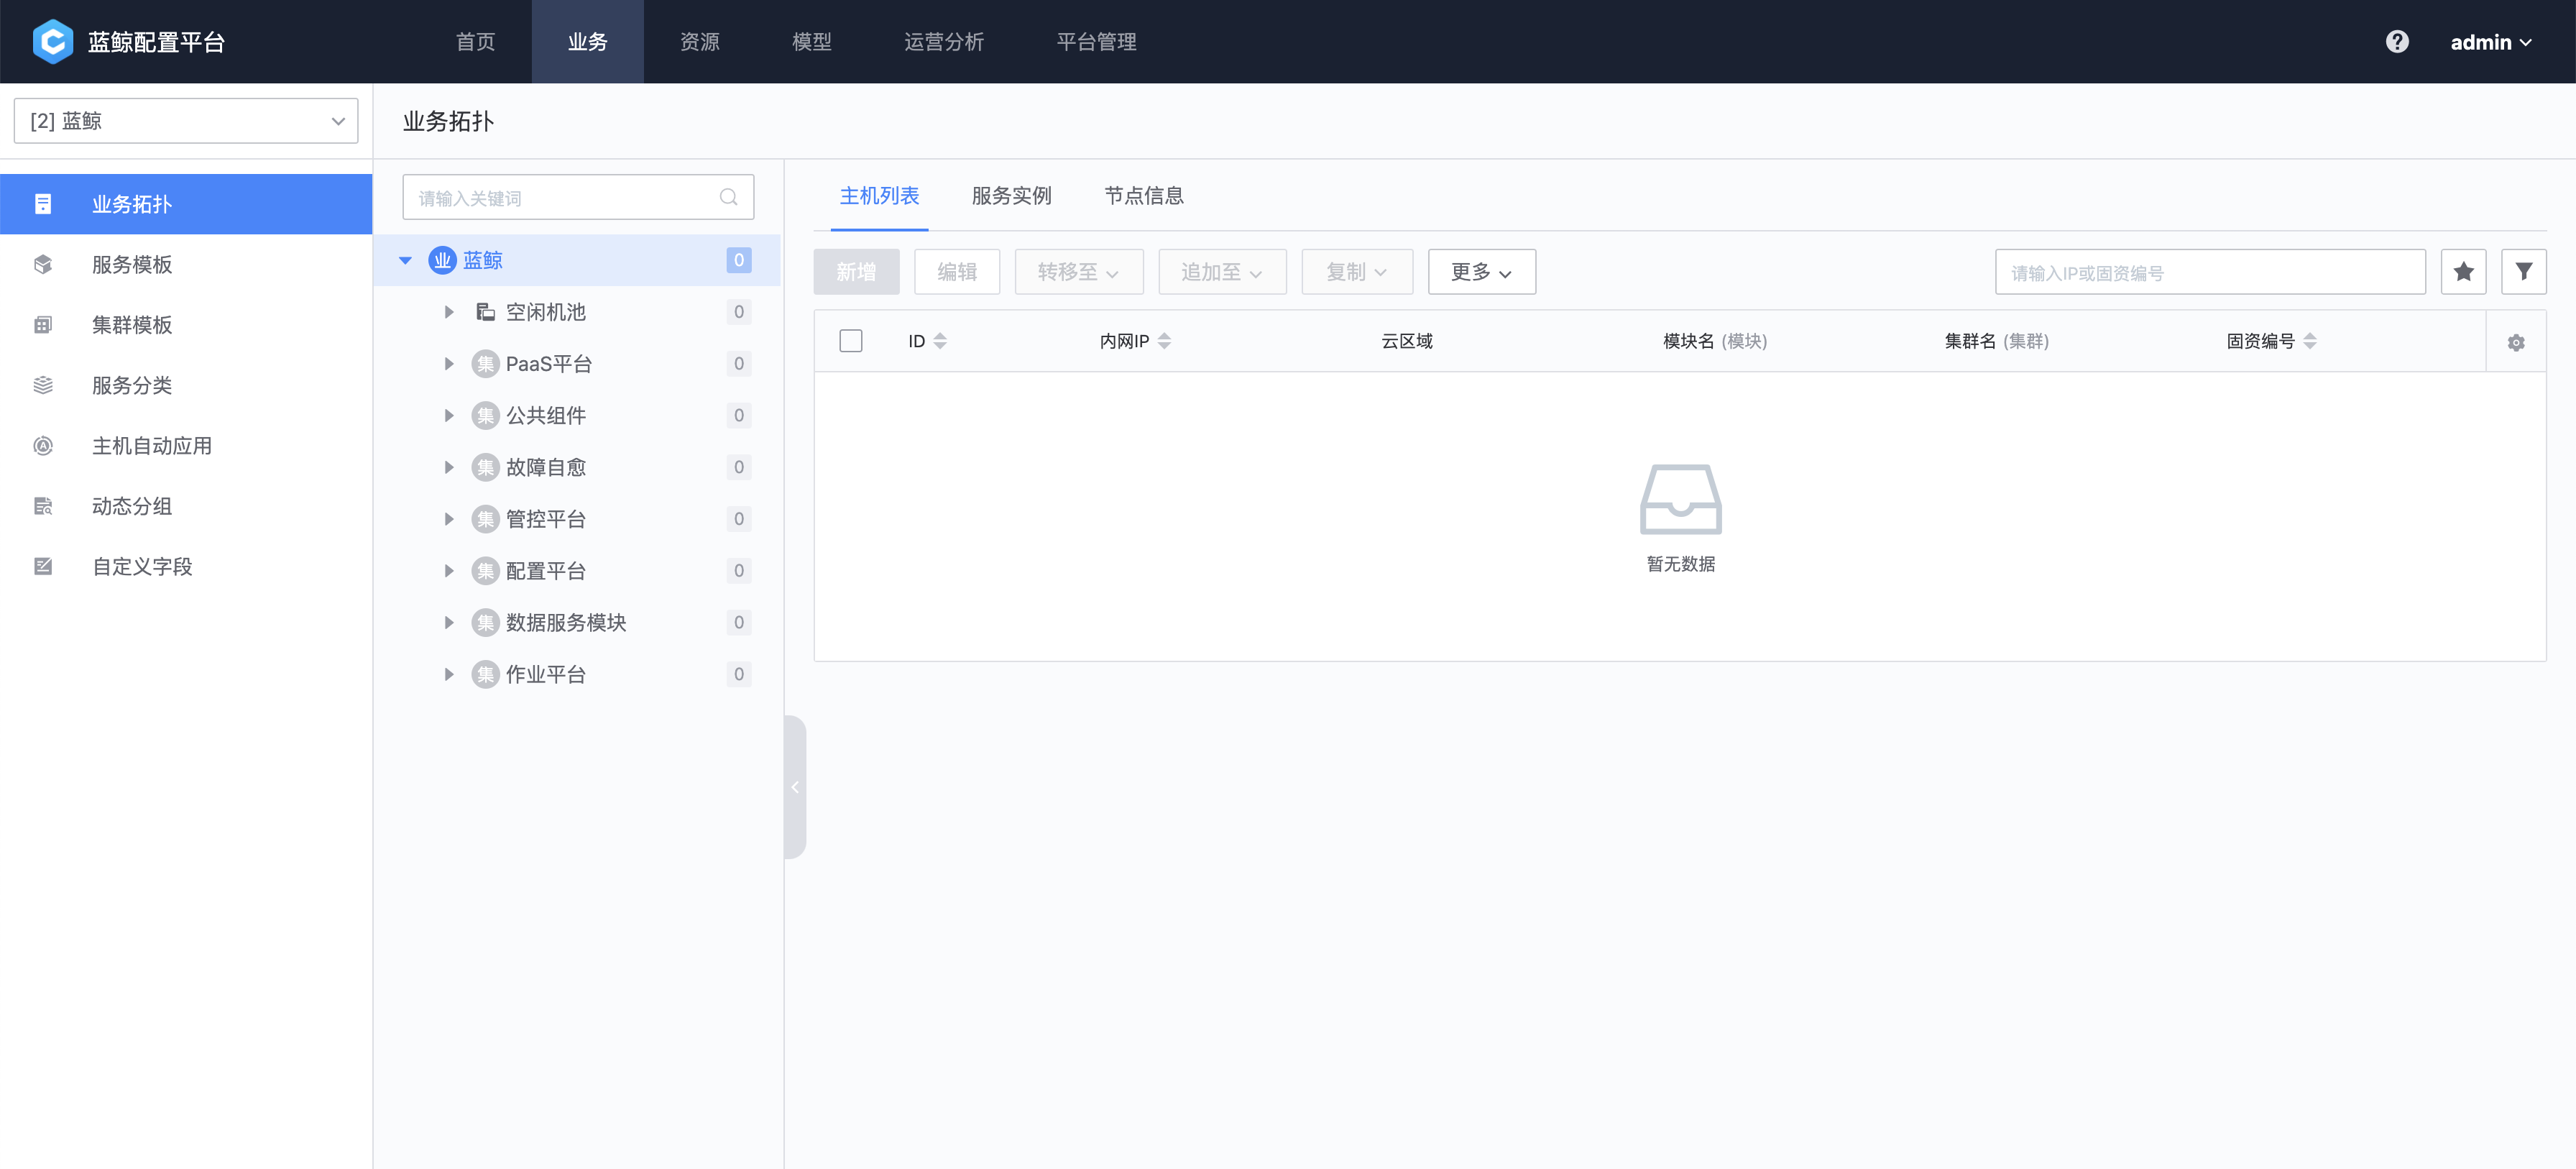 蓝鲸配置平台 首页 业务 资源 模型 运营分析 平台管理 admin
[2] 蓝鲸
业务拓扑
服务模板
集群模板
服务分类
主机自动应用
动态分组
自定义字段
业务拓扑
请输入关键词
业 蓝鲸 0
空闲机池 0
集 PaaS平台 0
集 公共组件 0
集 故障自愈 0
集 管控平台 0
集 配置平台 0
集 数据服务模块 0
集 作业平台 0
主机列表 服务实例 节点信息
新增 编辑 转移至 追加至 复制 更多 请输入IP或固资编号
ID 内网IP 云区域 模块名 (模块) 集群名 (集群) 固资编号
暂无数据